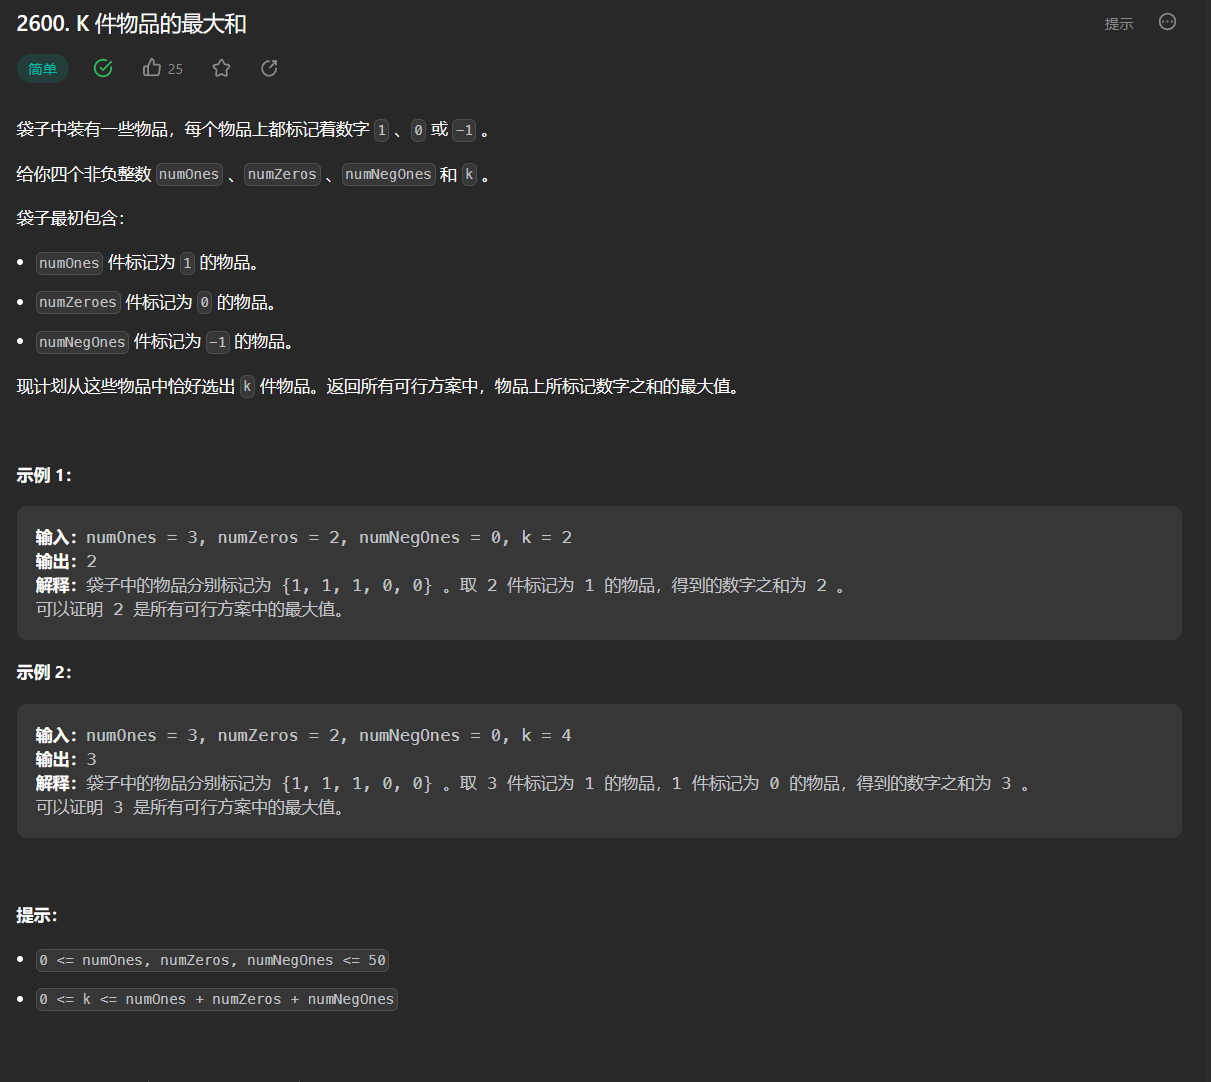 2600. K 件物品的最大和
提示
简单
25
袋子中装有一些物品，每个物品上都标记着数字 1 、0 或 -1 。
给你四个非负整数 numOnes 、numZeros 、numNegOnes 和 k 。
袋子最初包含：
numOnes 件标记为 1 的物品。
numZeroes 件标记为 0 的物品。
numNegOnes 件标记为 -1 的物品。
现计划从这些物品中恰好选出 k 件物品。返回所有可行方案中，物品上所标记数字之和的最大值。
示例 1：
输入：numOnes = 3, numZeros = 2, numNegOnes = 0, k = 2
输出：2
解释：袋子中的物品分别标记为 {1, 1, 1, 0, 0} 。取 2 件标记为 1 的物品，得到的数字之和为 2 。
可以证明 2 是所有可行方案中的最大值。
示例 2：
输入：numOnes = 3, numZeros = 2, numNegOnes = 0, k = 4
输出：3
解释：袋子中的物品分别标记为 {1, 1, 1, 0, 0} 。取 3 件标记为 1 的物品，1 件标记为 0 的物品，得到的数字之和为 3 。
可以证明 3 是所有可行方案中的最大值。
提示：
0 <= numOnes, numZeros, numNegOnes <= 50
0 <= k <= numOnes + numZeros + numNegOnes